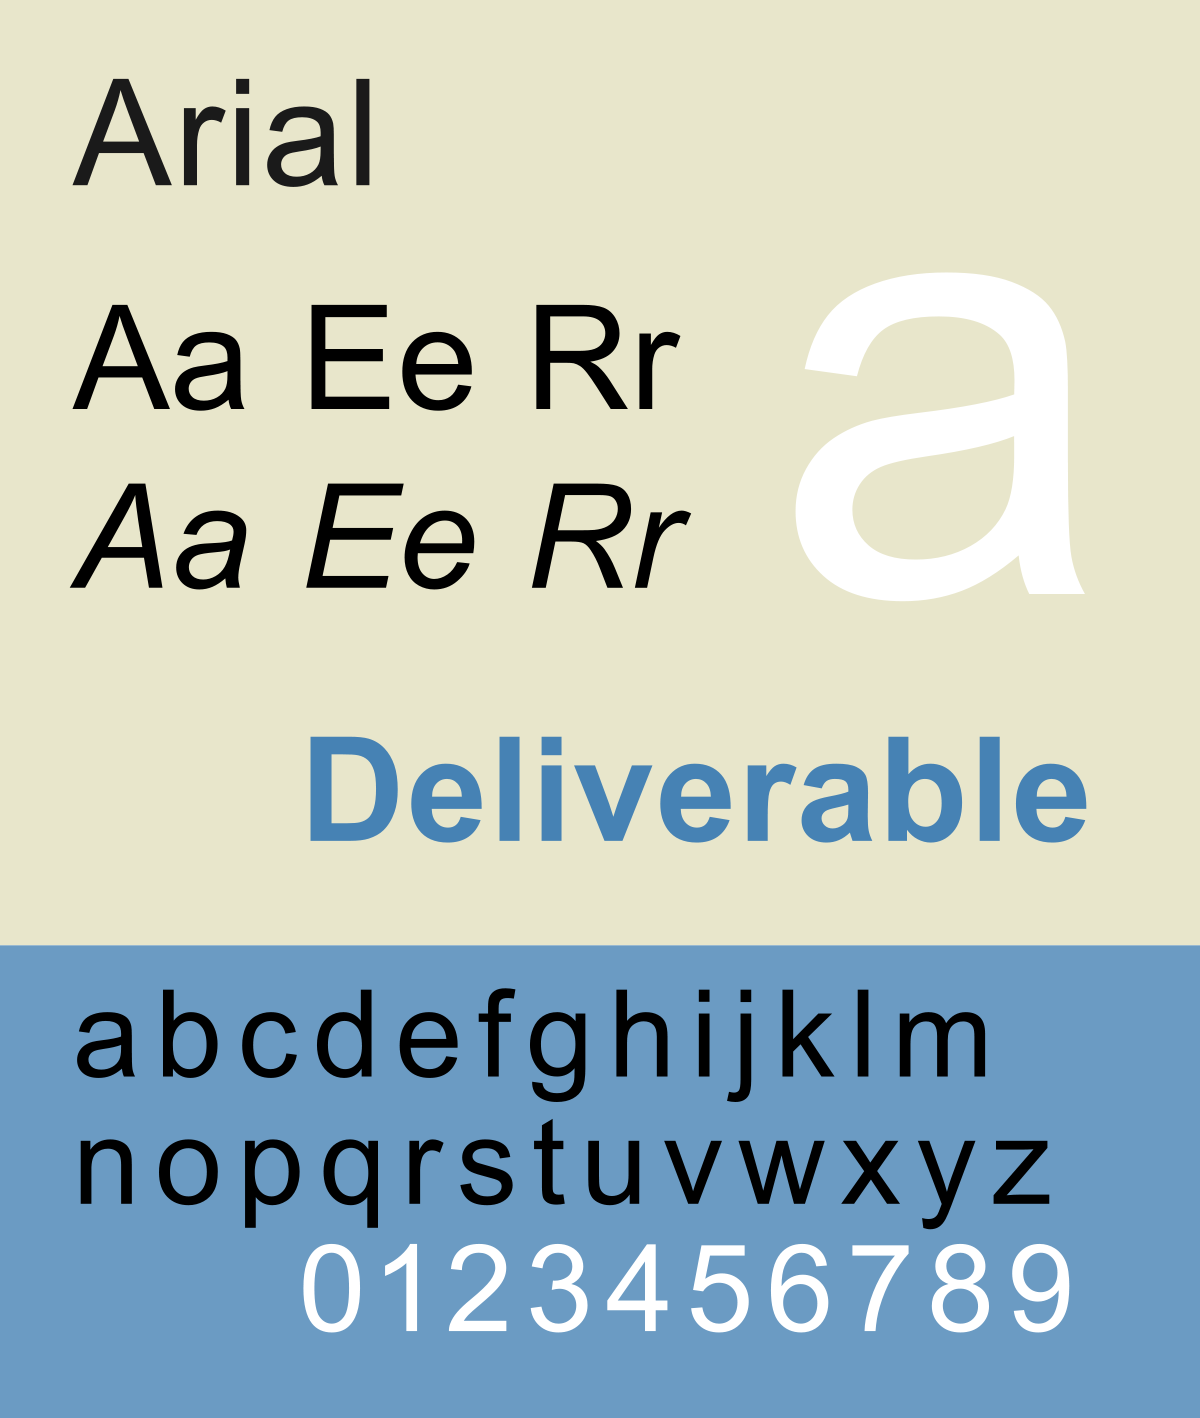 Arial
Aa Ee Rr
a
Aa Ee Rr
Deliverable
abcdefghijklm
nopqrstuvwxyz
0123456789